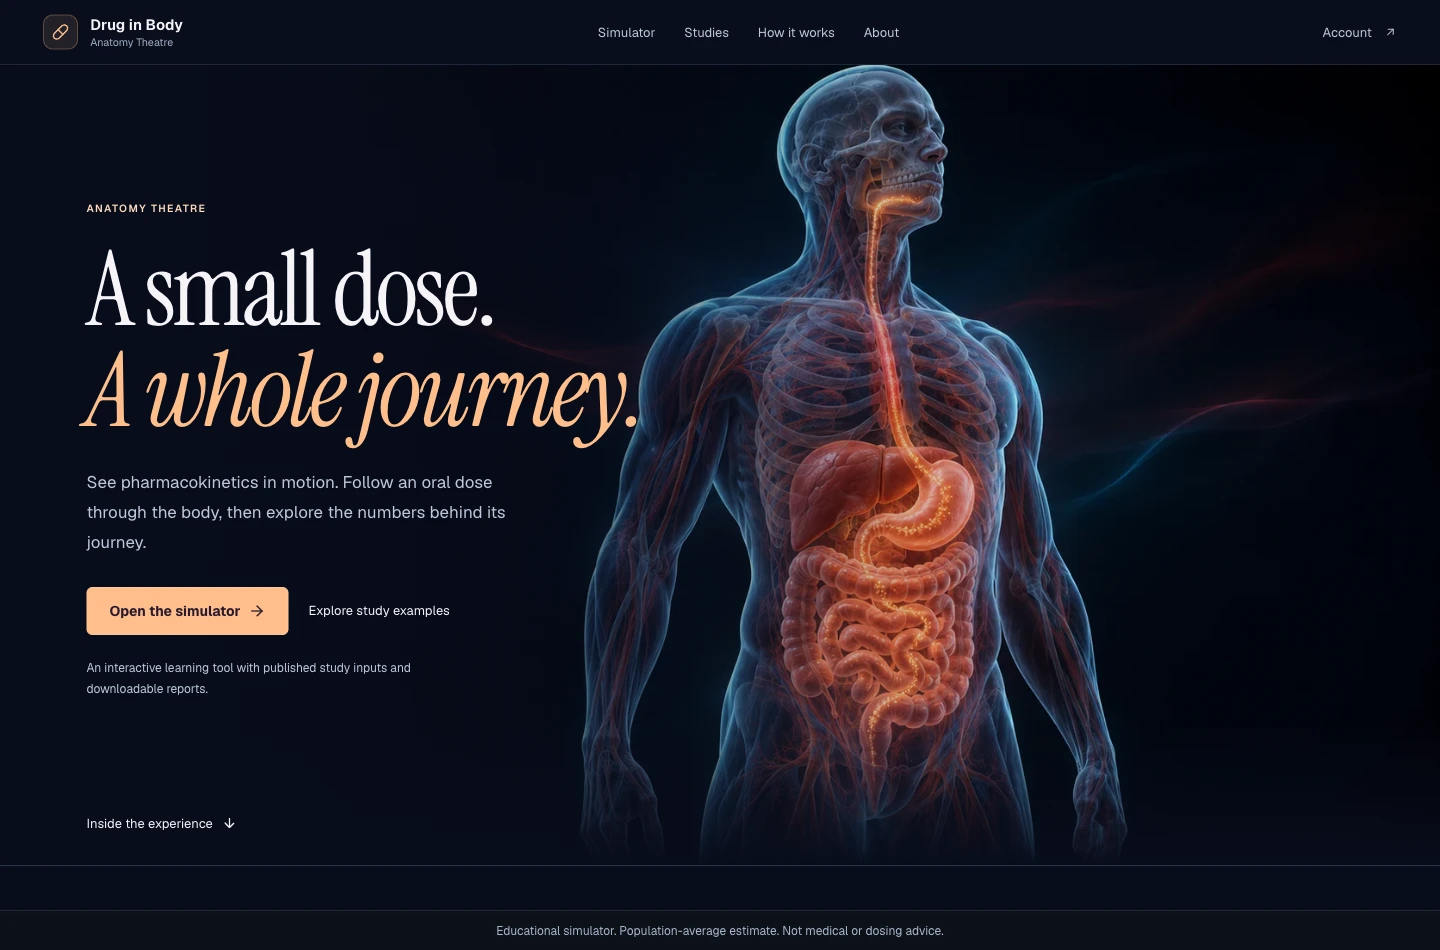 Drug in Body
Anatomy Theatre
Simulator
Studies
How it works
About
Account
ANATOMY THEATRE
A small dose.
A whole journey.
See pharmacokinetics in motion. Follow an oral dose
through the body, then explore the numbers behind its
journey.
Open the simulator
Explore study examples
An interactive learning tool with published study inputs and
downloadable reports.
Inside the experience
Educational simulator. Population-average estimate. Not medical or dosing advice.